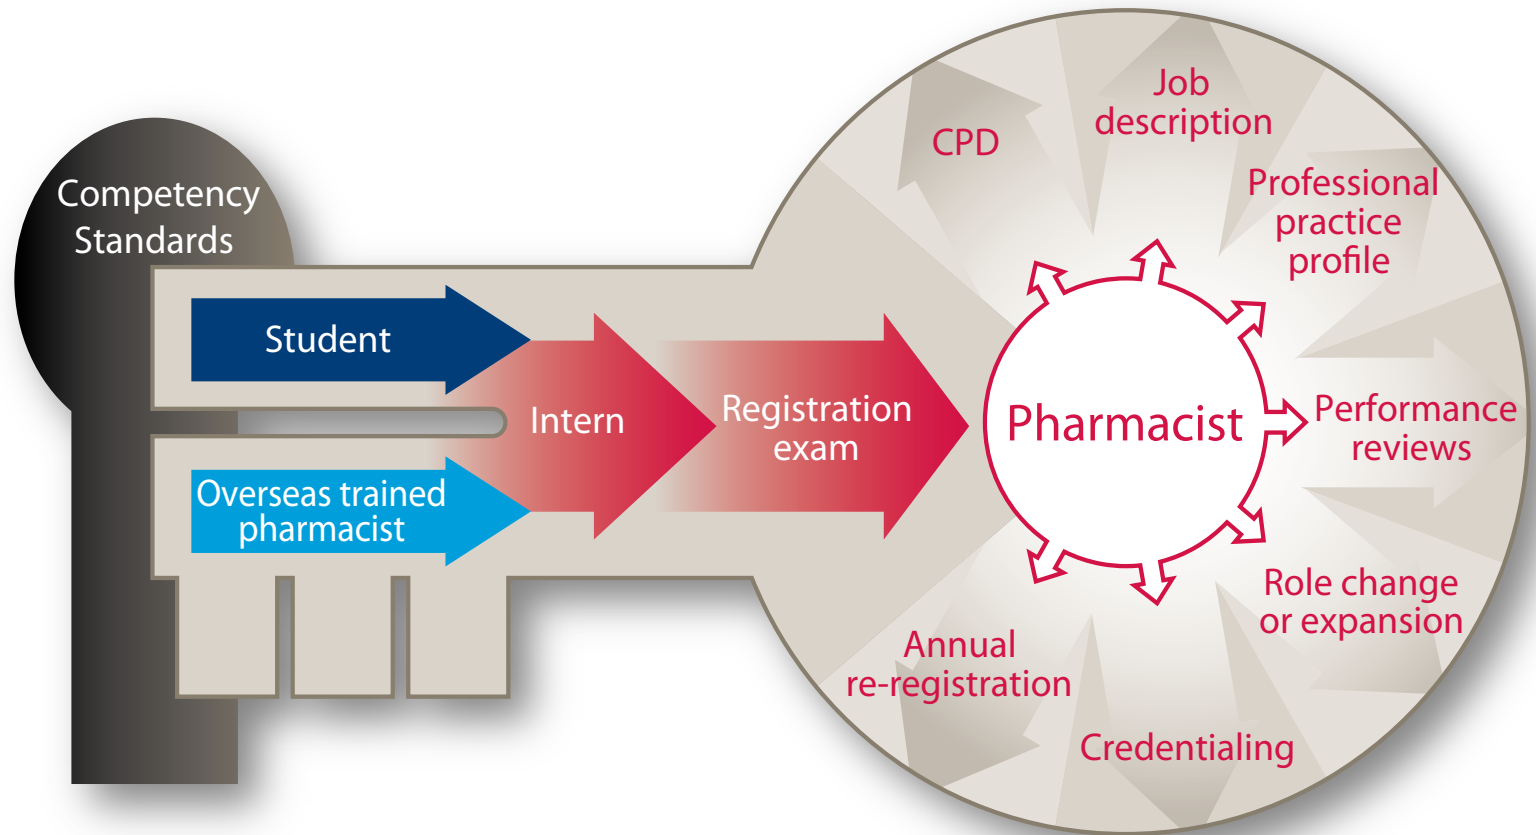 Competency
Standards
Student
Overseas trained
pharmacist
Intern
Registration
exam
Pharmacist
CPD
Job
description
Professional
practice
profile
Performance
reviews
Role change
or expansion
Credentialing
Annual
re-registration